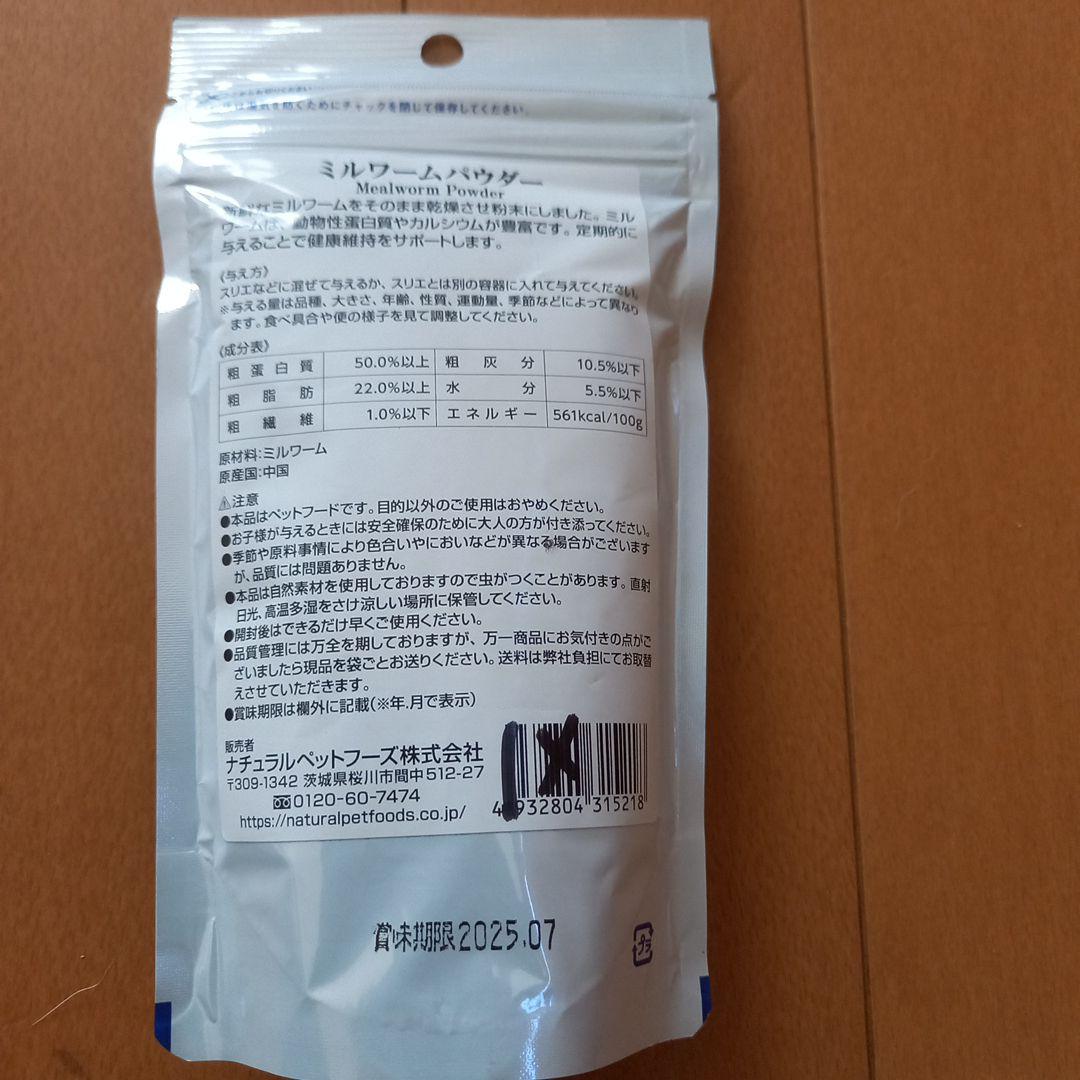 湿気を防ぐためにチャックを閉じて保存してください。
ミルワームパウダー
Mealworm Powder
新鮮なミルワームをそのまま乾燥させ粉末にしました。ミル
ワームは、動物性蛋白質やカルシウムが豊富です。定期的に
与えることで健康維持をサポートします。
《与え方》
スリエなどに混ぜて与えるか、スリエとは別の容器に入れて与えてください。
※与える量は品種、大きさ、年齢、性質、運動量、季節などによって異なり
ます。食べ具合や便の様子を見て調整してください。
《成分表》
粗蛋白質 50.0%以上 粗灰分 10.5%以下
粗脂肪 22.0%以上 水分 5.5%以下
粗繊維 1.0%以下 エネルギー 561kcal/100g
原材料:ミルワーム
原産国:中国
⚠注意
●本品はペットフードです。目的以外のご使用はおやめください。
●お子様が与えるときには安全確保のために大人の方が付き添ってください。
●季節や原料事情により色合いやにおいなどが異なる場合がございます
が、品質には問題ありません。
●本品は自然素材を使用しておりますので虫がつくことがあります。直射
日光、高温多湿をさけ涼しい場所に保管してください。
●開封後はできるだけ早くご使用ください。
●品質管理には万全を期しておりますが、万一商品にお気付きの点がご
ざいましたら現品を袋ごとお送りください。送料は弊社負担にてお取替
えさせていただきます。
●賞味期限は欄外に記載(※年.月で表示)
販売者
ナチュラルペットフーズ株式会社
〒309-1342 茨城県桜川市間中512-27
0120-60-7474
https://naturalpetfoods.co.jp/
932804 315218
賞味期限2025.07
プラ